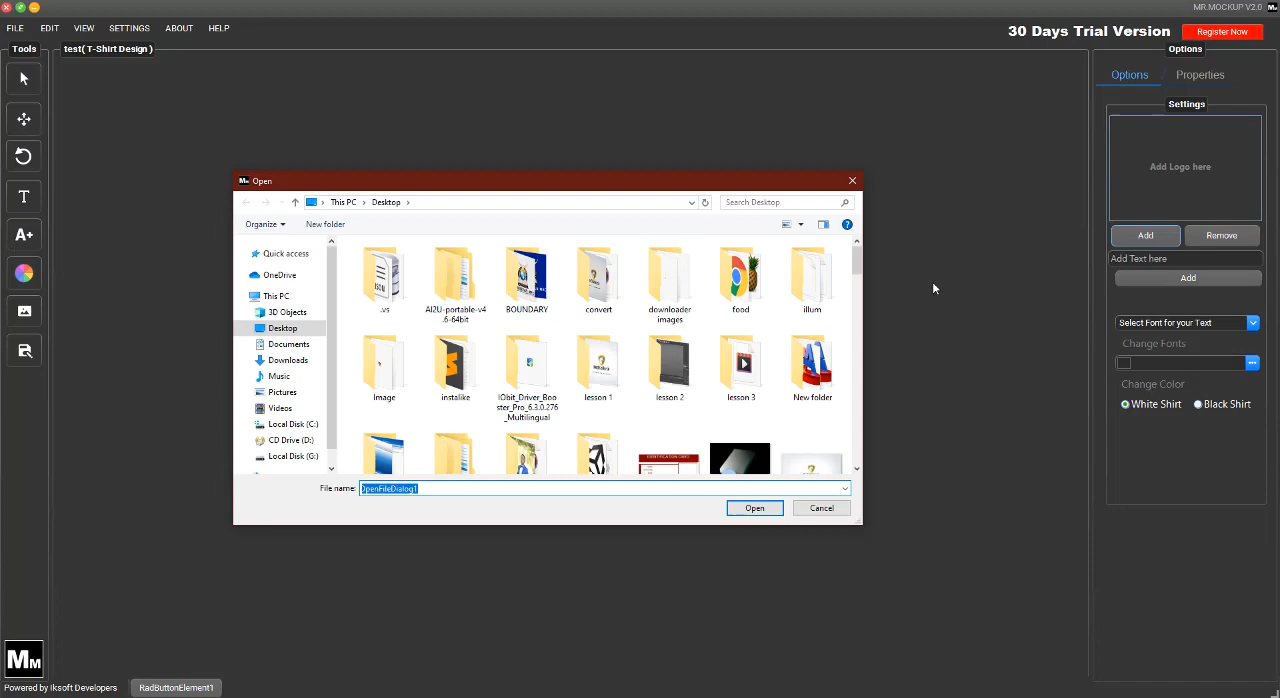 MR.MOCKUP V2.0
FILE EDIT VIEW SETTINGS ABOUT HELP
30 Days Trial Version
Register Now
Tools
test( T-Shirt Design )
Options
Options Properties
Settings
Add Logo here
Add Remove
Add Text here
Add
Select Font for your Text
Change Fonts
Change Color
White Shirt Black Shirt
T
A+
Mm Open
This PC > Desktop >
Search Desktop
Organize New folder
Quick access
OneDrive
This PC
3D Objects
Desktop
Documents
Downloads
Music
Pictures
Videos
Local Disk (C:)
CD Drive (D:)
Local Disk (G:)
.vs
AI2U-portable-v4
.6-64bit
BOUNDARY
convert
downloader
images
food
illum
Image
instalike
IObit_Driver_Boo
ster_Pro_6.3.0.276
_Multilingual
lesson 1
lesson 2
lesson 3
New folder
File name: OpenFileDialog1
Open Cancel
Mm
Powered by Iksoft Developers
RadButtonElement1